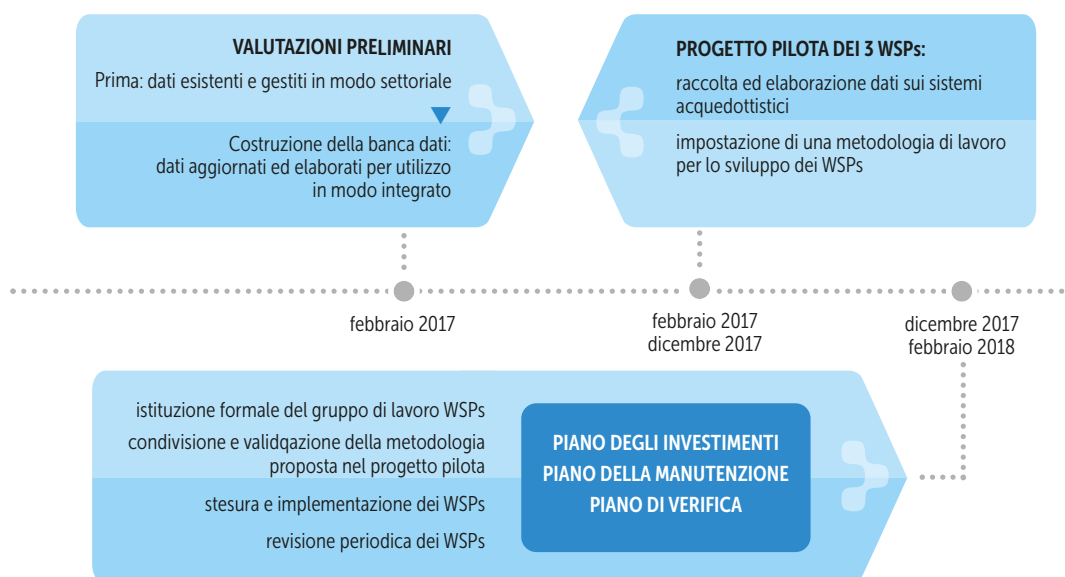 VALUTAZIONI PRELIMINARI
Prima: dati esistenti e gestiti in modo settoriale
Costruzione della banca dati:
dati aggiornati ed elaborati per utilizzo
in modo integrato
PROGETTO PILOTA DEI 3 WSPs:
raccolta ed elaborazione dati sui sistemi
acquedottistici
impostazione di una metodologia di lavoro
per lo sviluppo dei WSPs
febbraio 2017
febbraio 2017
dicembre 2017
dicembre 2017
febbraio 2018
istituzione formale del gruppo di lavoro WSPs
condivisione e validqazione della metodologia
proposta nel progetto pilota
stesura e implementazione dei WSPs
revisione periodica dei WSPs
PIANO DEGLI INVESTIMENTI
PIANO DELLA MANUTENZIONE
PIANO DI VERIFICA